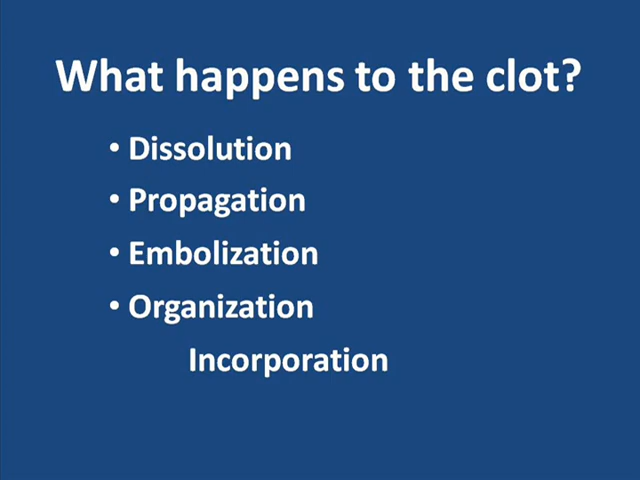 What happens to the clot?
• Dissolution
• Propagation
• Embolization
• Organization
Incorporation